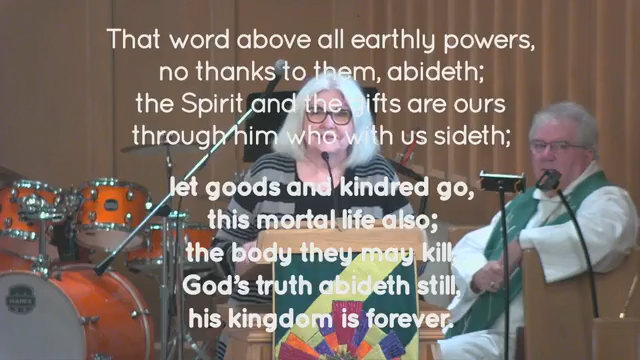 That word above all earthly powers,
no thanks to them, abideth;
the Spirit and the gifts are ours
through him who with us sideth;
let goods and kindred go,
this mortal life also;
the body they may kill,
God's truth abideth still,
his kingdom is forever.
MAPEX